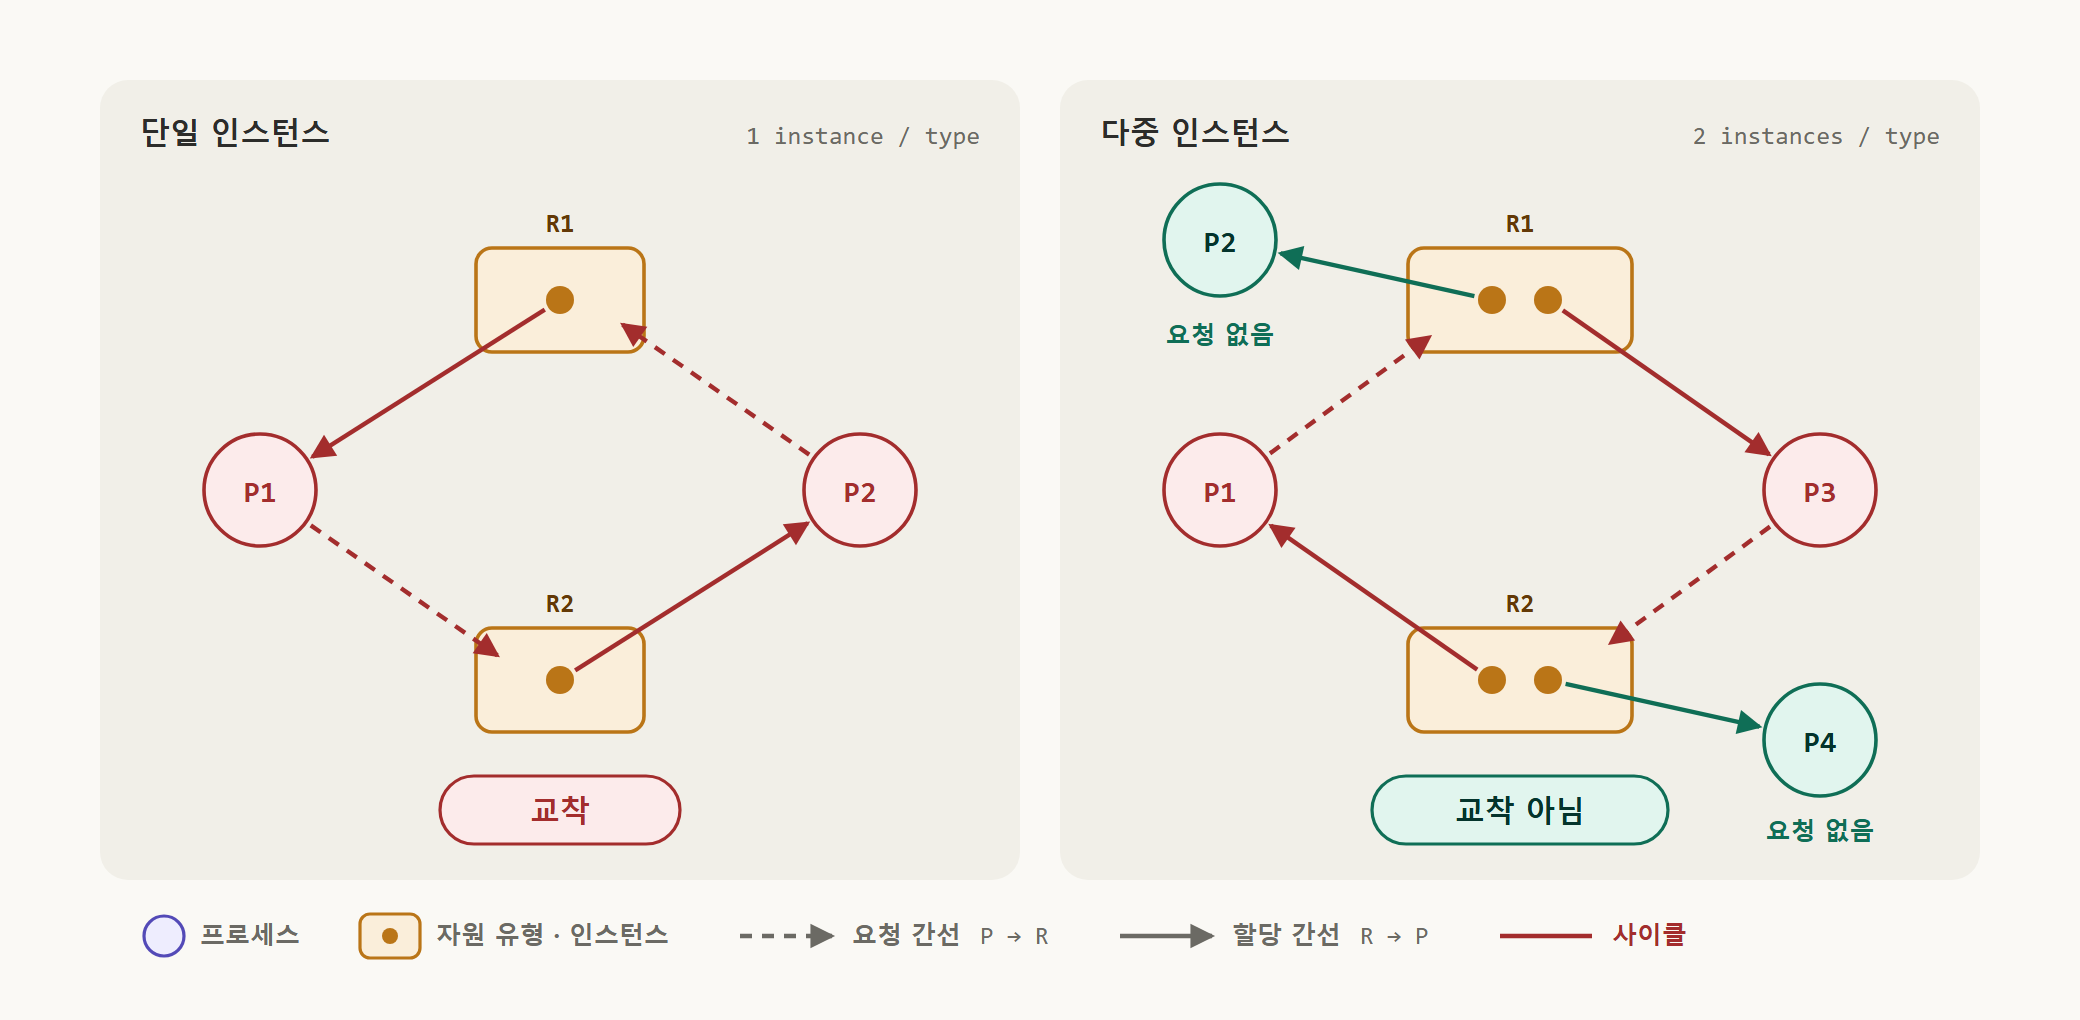 단일 인스턴스
1 instance / type
R1
P1
P2
R2
교착
다중 인스턴스
2 instances / type
P2
요청 없음
R1
P1
P3
R2
P4
요청 없음
교착 아님
프로세스
자원 유형 · 인스턴스
요청 간선 P → R
할당 간선 R → P
사이클